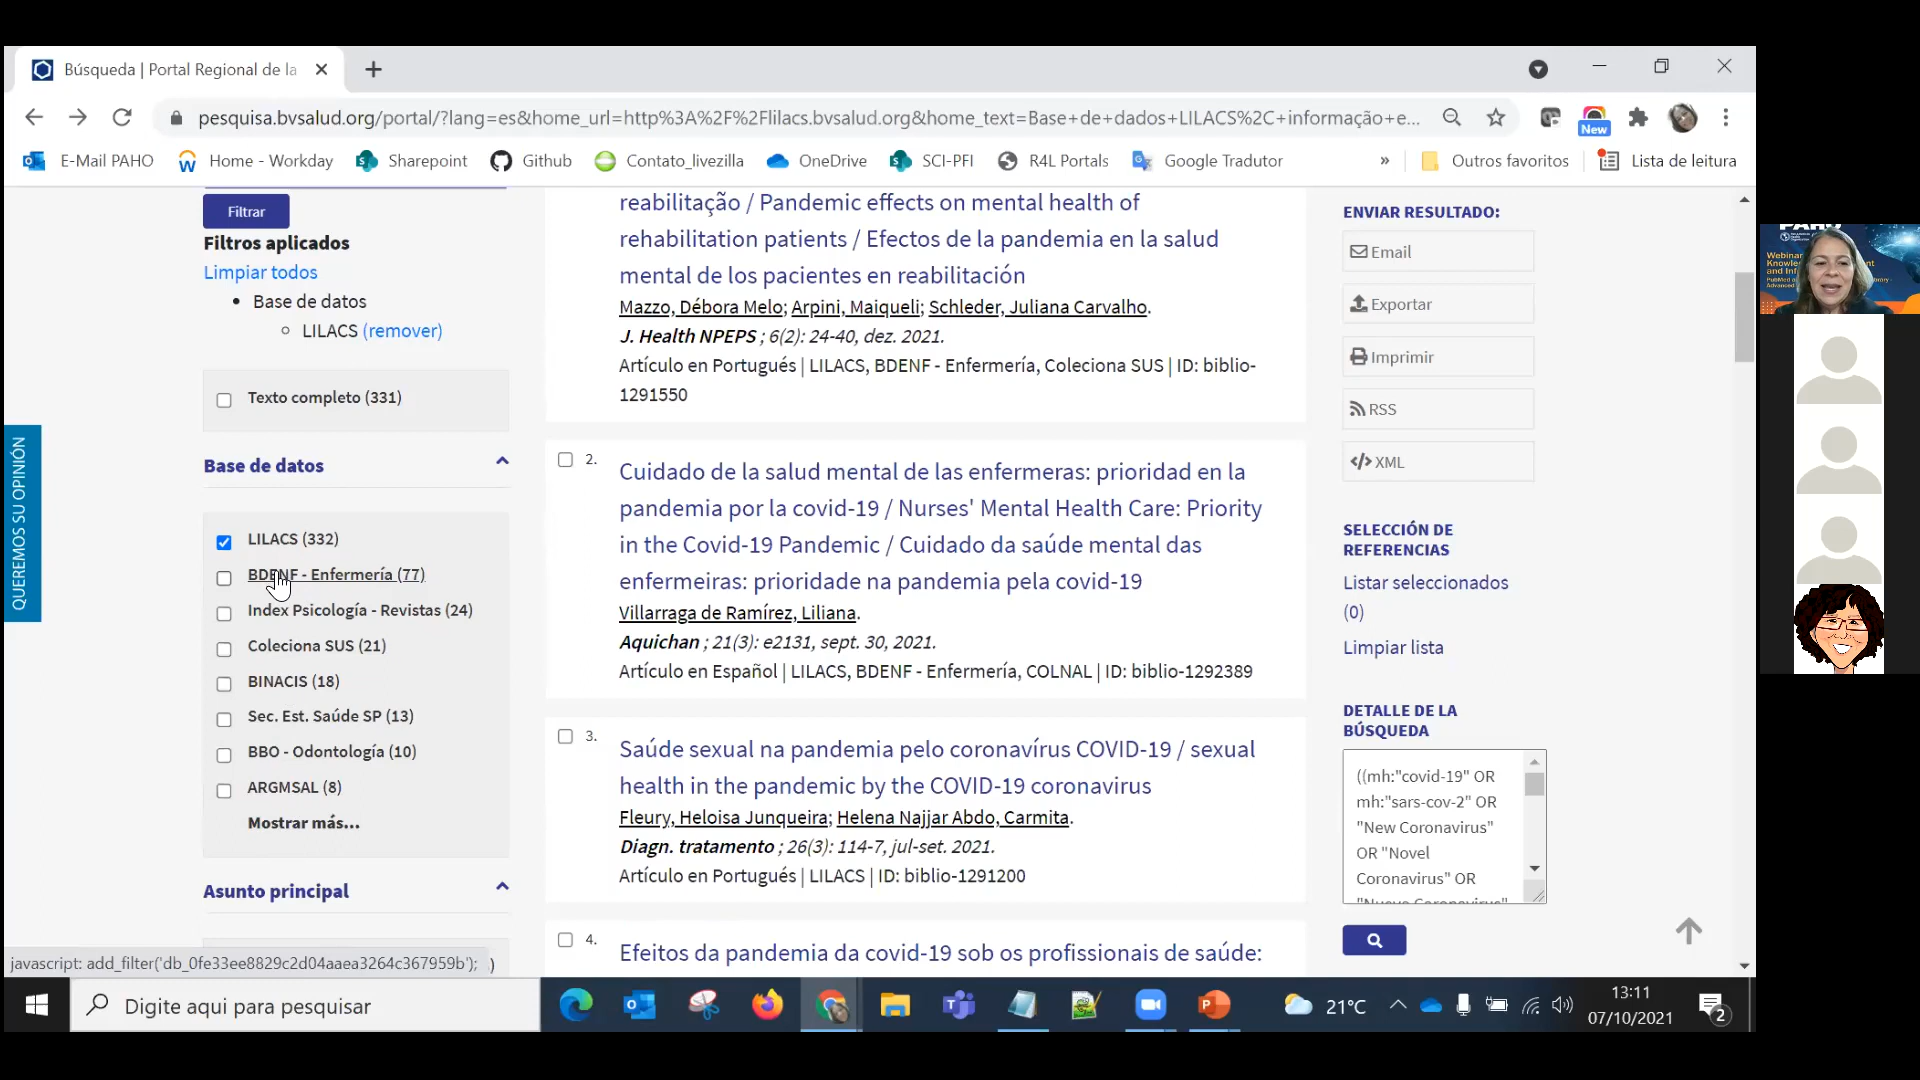 Búsqueda | Portal Regional de la
pesquisa.bvsalud.org/portal/?lang=es&home_url=http%3A%2F%2Flilacs.bvsalud.org&home_text=Base+de+dados+LILACS%2C+informação+e...
New
E-Mail PAHO
Home - Workday
Sharepoint
Github
Contato_livezilla
OneDrive
SCI-PFI
R4L Portals
Google Tradutor
»
Outros favoritos
Lista de leitura
QUEREMOS SU OPINIÓN
Filtrar
Filtros aplicados
Limpiar todos
Base de datos
LILACS (remover)
Texto completo (331)
Base de datos
LILACS (332)
BDENF - Enfermería (77)
Index Psicología - Revistas (24)
Coleciona SUS (21)
BINACIS (18)
Sec. Est. Saúde SP (13)
BBO - Odontología (10)
ARGMSAL (8)
Mostrar más...
Asunto principal
javascript: add_filter('db_0fe33ee8829c2d04aaea3264c367959b'); )
reabilitação / Pandemic effects on mental health of
rehabilitation patients / Efectos de la pandemia en la salud
mental de los pacientes en reabilitación
Mazzo, Débora Melo; Arpini, Maiqueli; Schleder, Juliana Carvalho.
J. Health NPEPS ; 6(2): 24-40, dez. 2021.
Artículo en Portugués | LILACS, BDENF - Enfermería, Coleciona SUS | ID: biblio-
1291550
2.
Cuidado de la salud mental de las enfermeras: prioridad en la
pandemia por la covid-19 / Nurses' Mental Health Care: Priority
in the Covid-19 Pandemic / Cuidado da saúde mental das
enfermeiras: prioridade na pandemia pela covid-19
Villarraga de Ramírez, Liliana.
Aquichan ; 21(3): e2131, sept. 30, 2021.
Artículo en Español | LILACS, BDENF - Enfermería, COLNAL | ID: biblio-1292389
3.
Saúde sexual na pandemia pelo coronavírus COVID-19 / sexual
health in the pandemic by the COVID-19 coronavirus
Fleury, Heloisa Junqueira; Helena Najjar Abdo, Carmita.
Diagn. tratamento ; 26(3): 114-7, jul-set. 2021.
Artículo en Portugués | LILACS | ID: biblio-1291200
4.
Efeitos da pandemia da covid-19 sob os profissionais de saúde:
ENVIAR RESULTADO:
Email
Exportar
Imprimir
RSS
XML
SELECCIÓN DE
REFERENCIAS
Listar seleccionados
(0)
Limpiar lista
DETALLE DE LA
BÚSQUEDA
((mh:"covid-19" OR
mh:"sars-cov-2" OR
"New Coronavirus"
OR "Novel
Coronavirus" OR
"Nuevo Coronavirus"
PAHO
Webinar
Digite aqui para pesquisar
21°C
13:11
07/10/2021
2